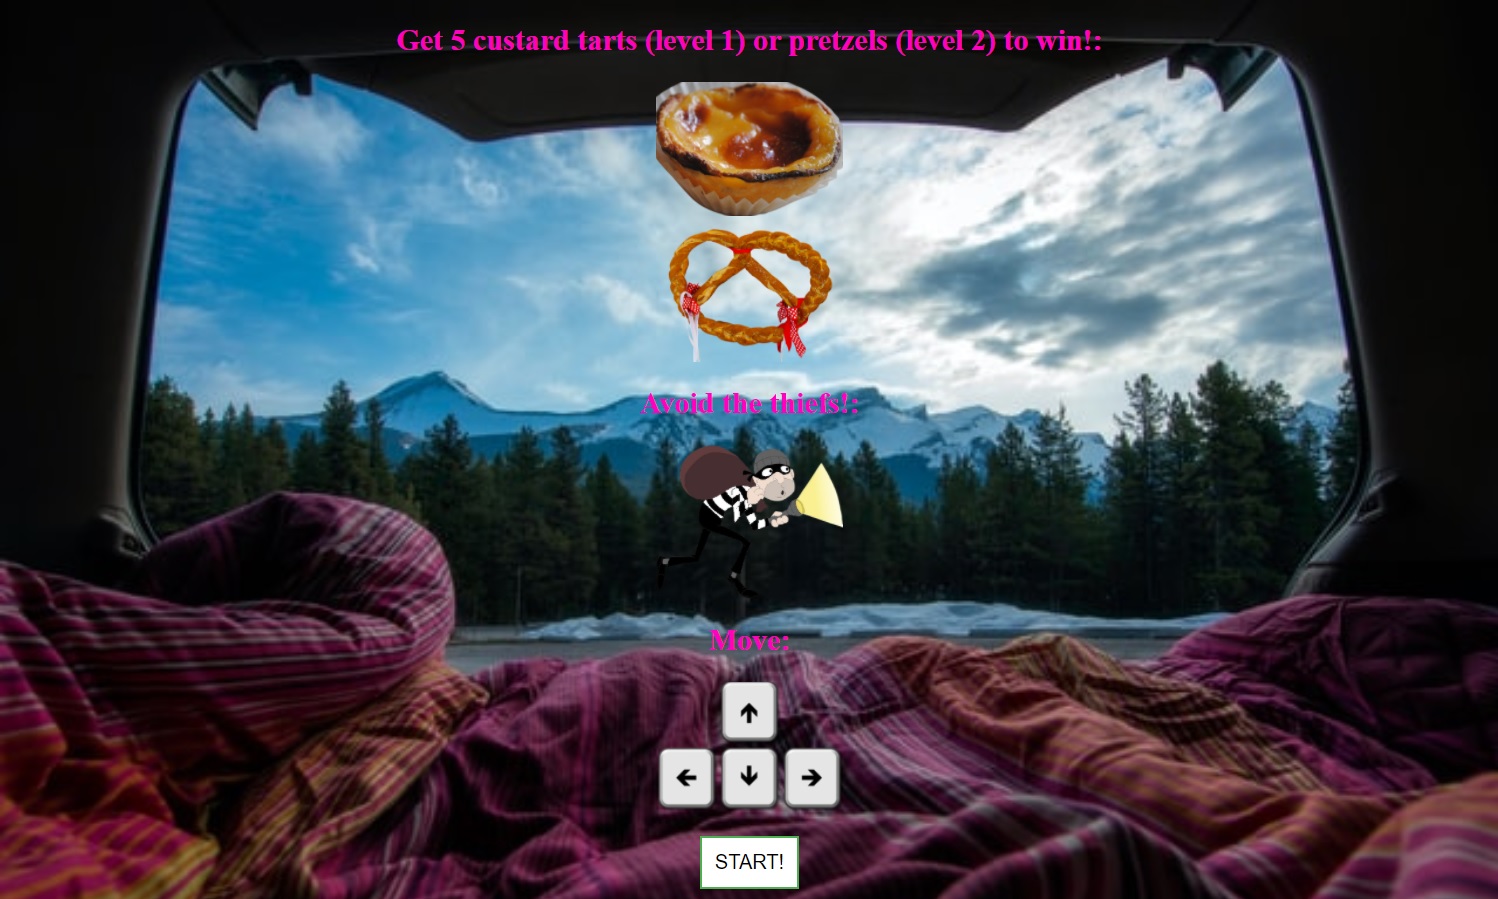 Get 5 custard tarts (level 1) or pretzels (level 2) to win!:
Avoid the thiefs!:
Move:
START!